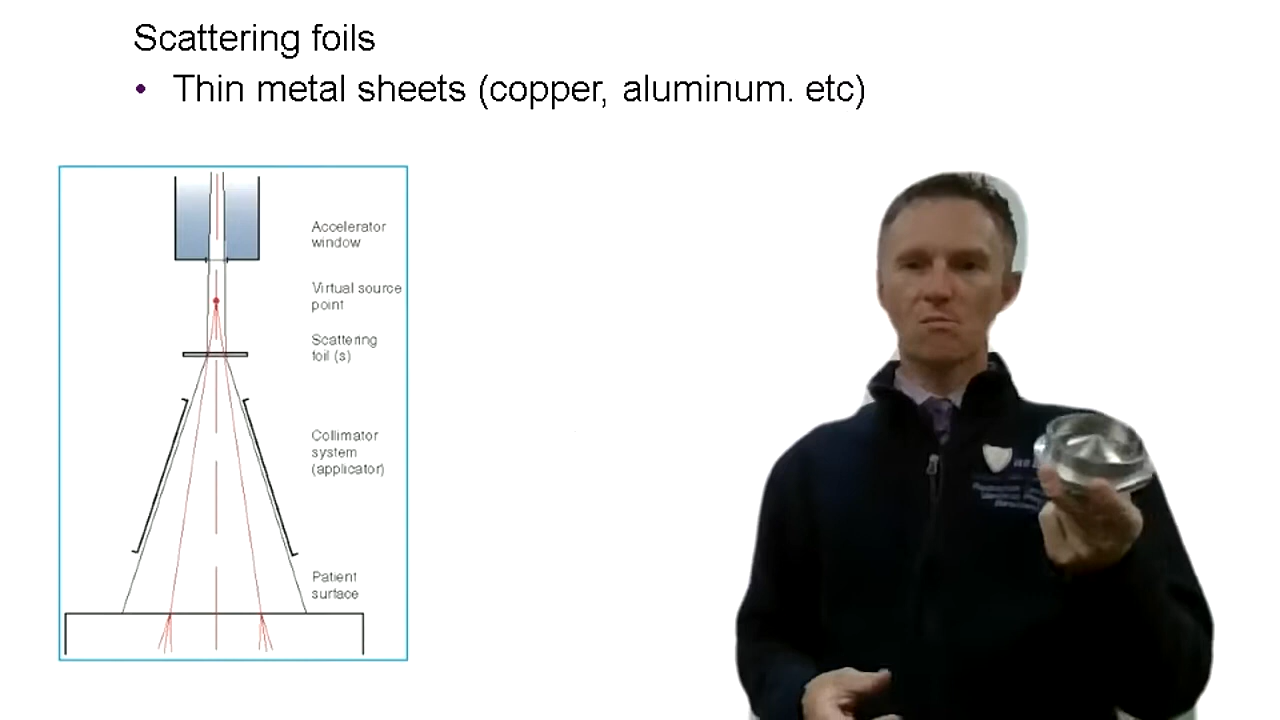 Scattering foils
• Thin metal sheets (copper, aluminum. etc)
Accelerator
window
Virtual source
point
Scattering
foil (s)
Collimator
system
(applicator)
Patient
surface